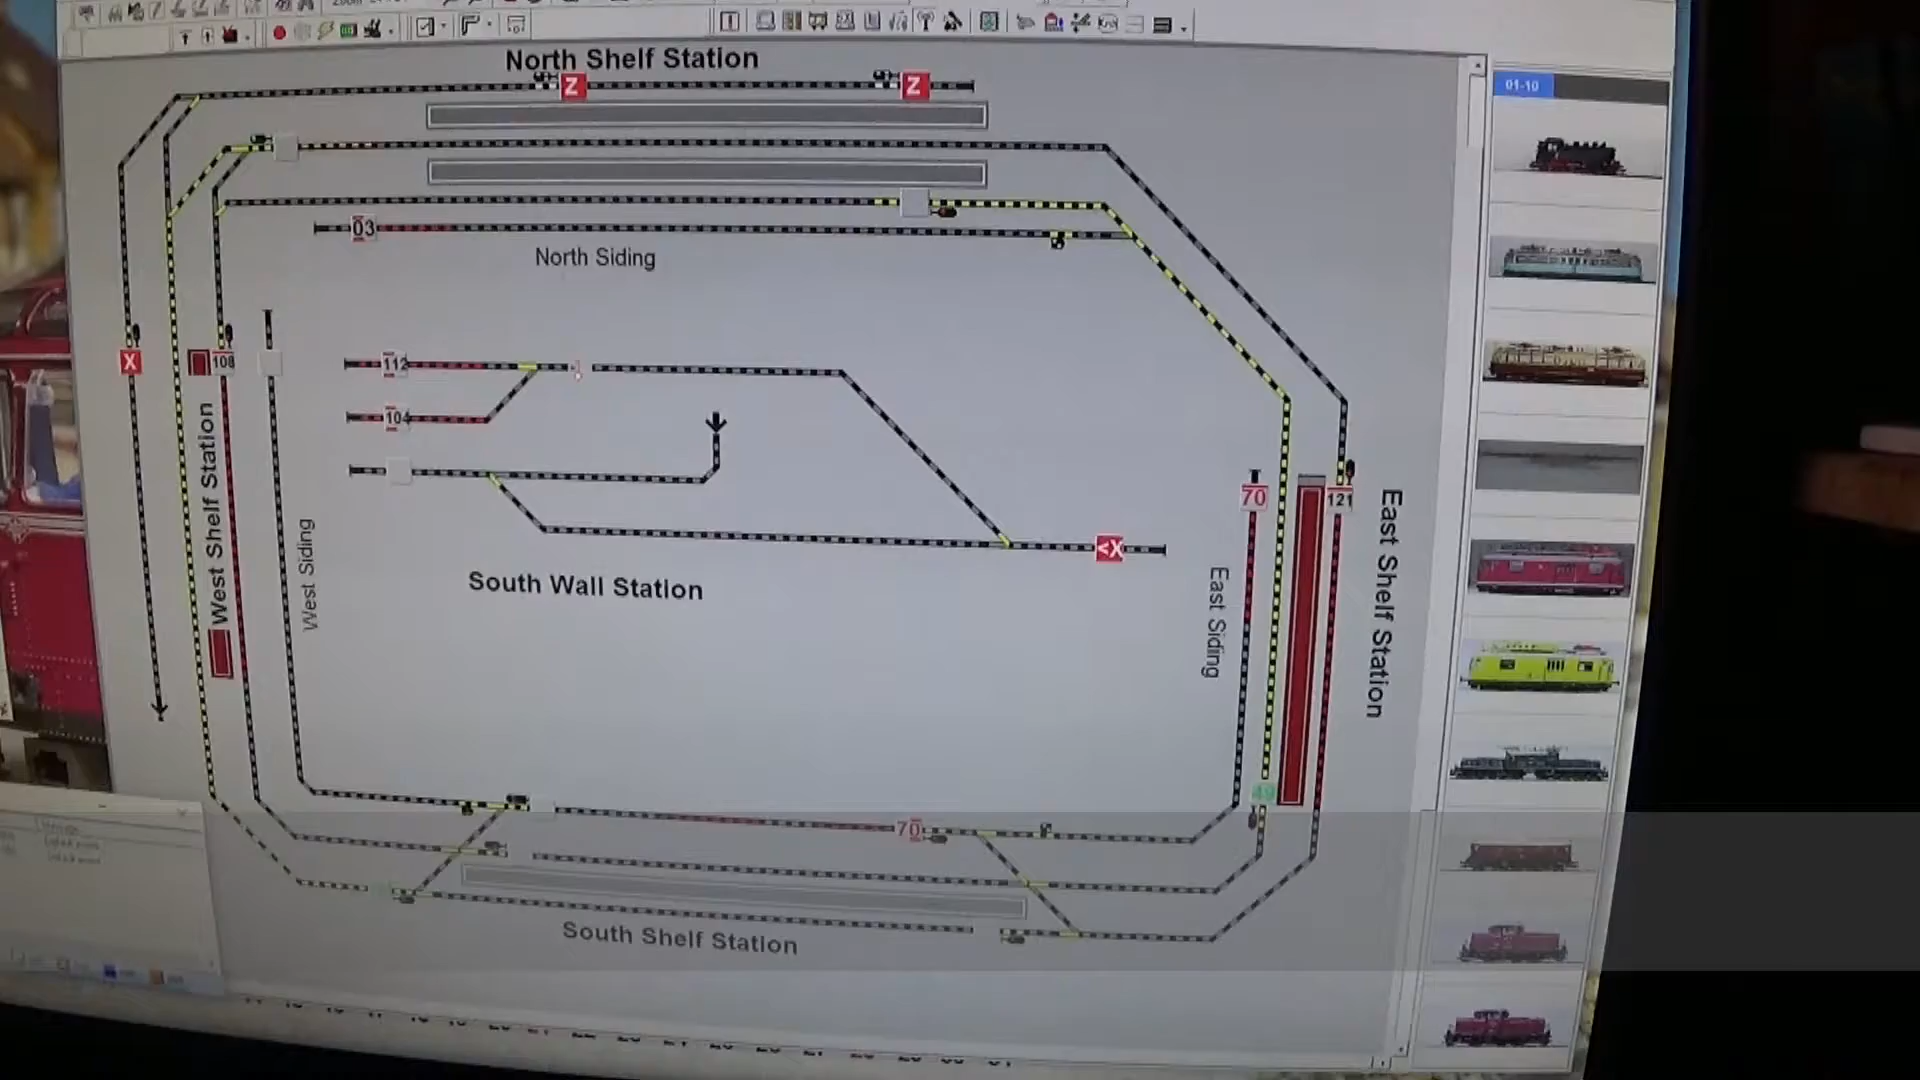 North Shelf Station
01-10
Z
Z
03
North Siding
X
108
112
104
70
121
West Shelf Station
West Siding
<X
South Wall Station
East Siding
East Shelf Station
49
70
South Shelf Station